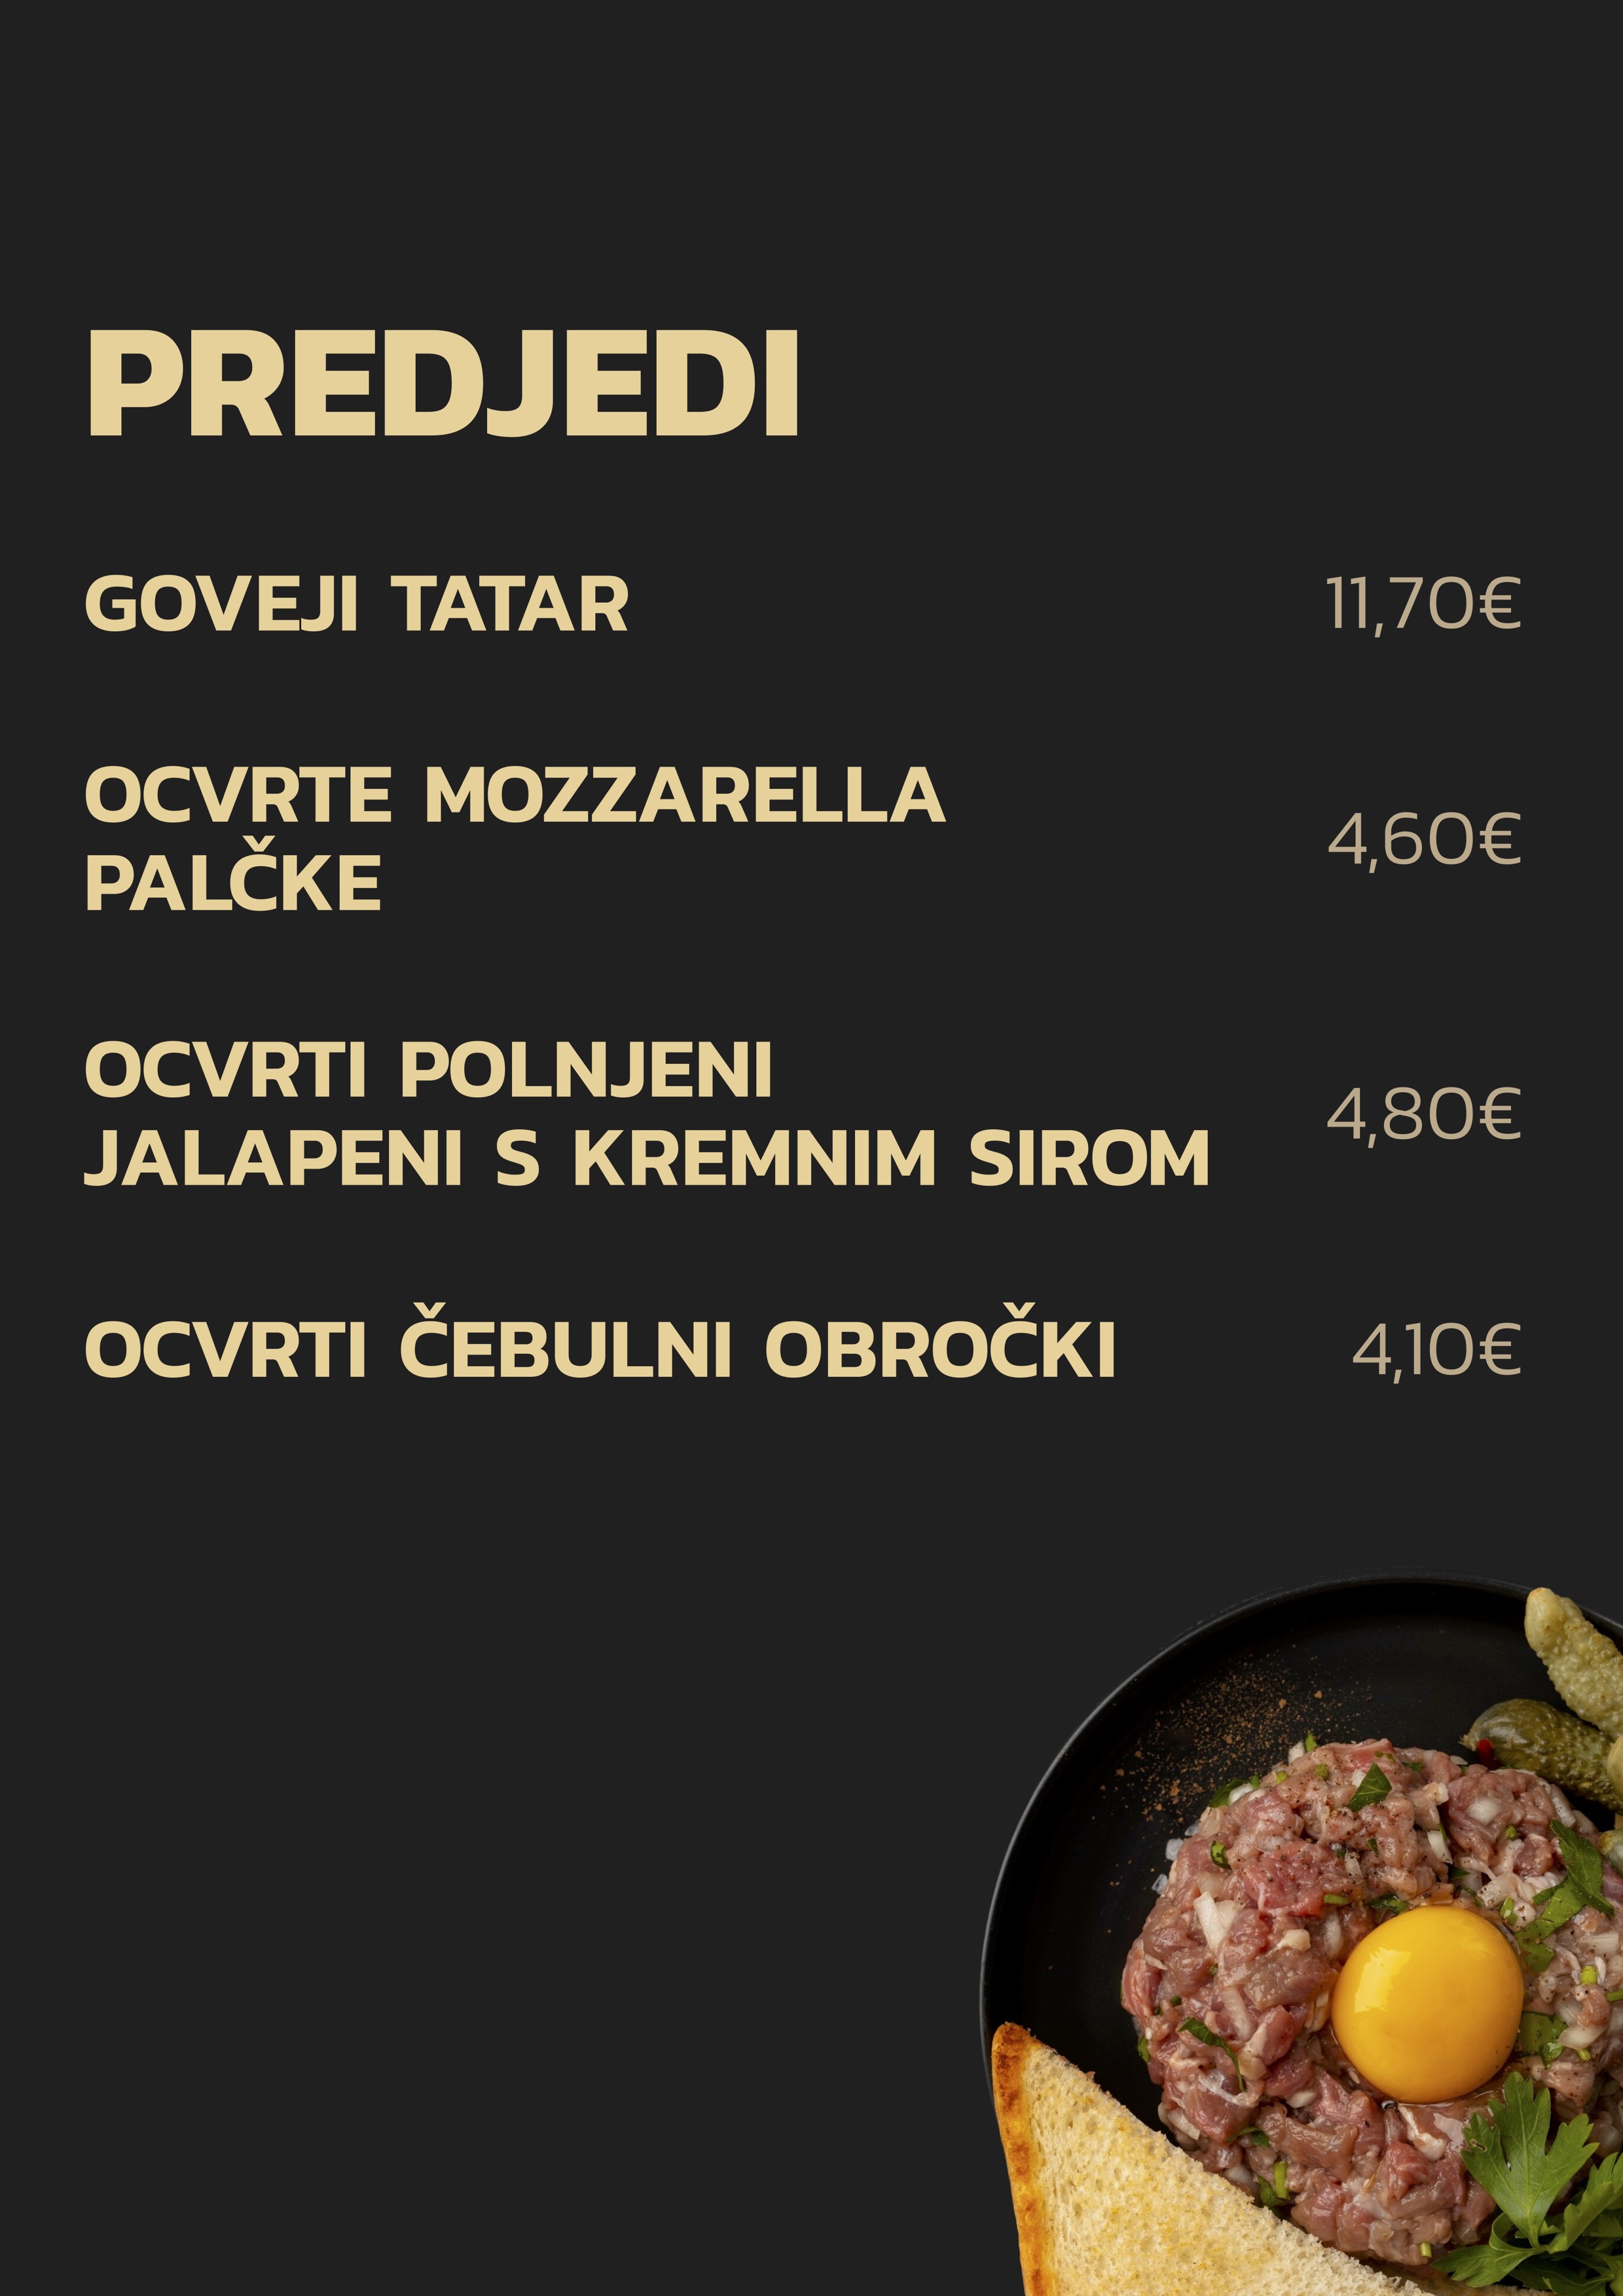 PREDJEDI
GOVEJI TATAR 11,70€
OCVRTE MOZZARELLA
PALČKE 4,60€
OCVRTI POLNJENI
JALAPENI S KREMNIM SIROM 4,80€
OCVRTI ČEBULNI OBROČKI 4,10€